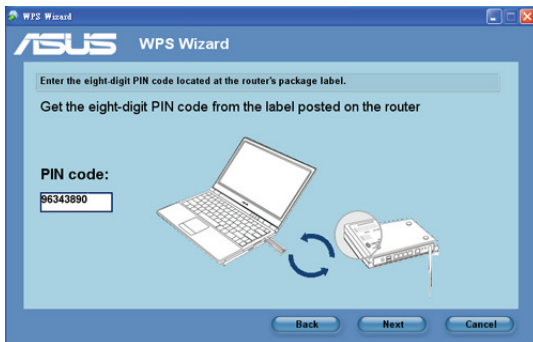 WPS Wizard
ASUS WPS Wizard
Enter the eight-digit PIN code located at the router's package label.
Get the eight-digit PIN code from the label posted on the router
PIN code:
96343890
Back Next Cancel